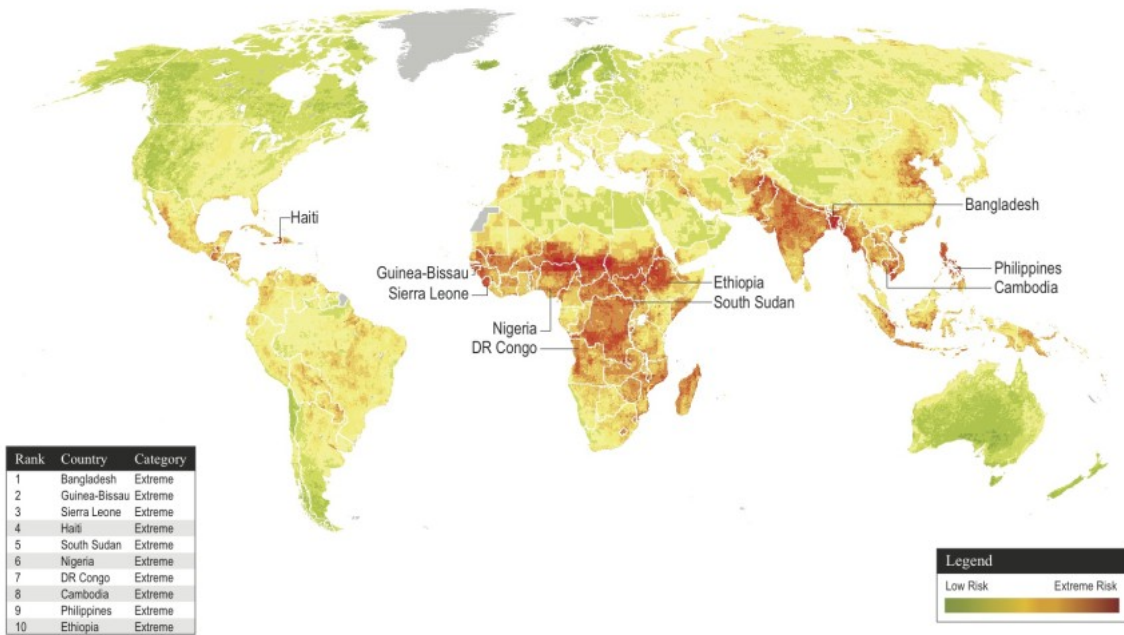 Haiti
Bangladesh
Guinea-Bissau
Sierra Leone
Ethiopia
South Sudan
Philippines
Cambodia
Nigeria
DR Congo
Rank Country Category
1 Bangladesh Extreme
2 Guinea-Bissau Extreme
3 Sierra Leone Extreme
4 Haiti Extreme
5 South Sudan Extreme
6 Nigeria Extreme
7 DR Congo Extreme
8 Cambodia Extreme
9 Philippines Extreme
10 Ethiopia Extreme
Legend
Low Risk Extreme Risk